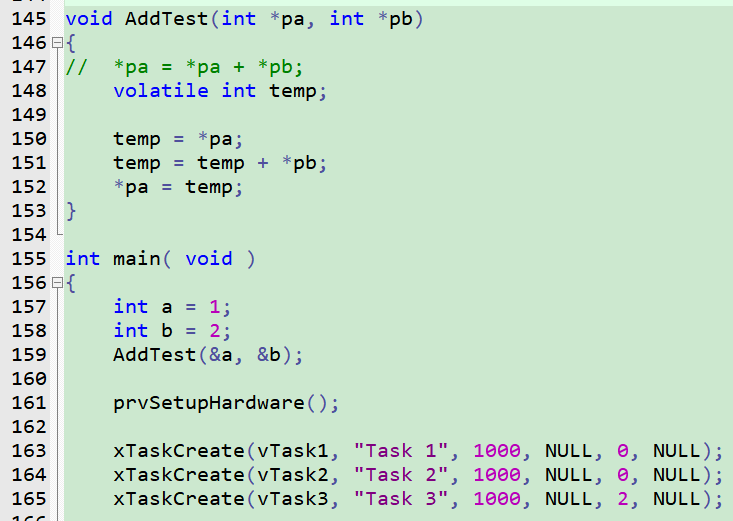 145 void AddTest(int *pa, int *pb)
146 {
147 //  *pa = *pa + *pb;
148     volatile int temp;
149
150     temp = *pa;
151     temp = temp + *pb;
152     *pa = temp;
153 }
154
155 int main( void )
156 {
157     int a = 1;
158     int b = 2;
159     AddTest(&a, &b);
160
161     prvSetupHardware();
162
163     xTaskCreate(vTask1, "Task 1", 1000, NULL, 0, NULL);
164     xTaskCreate(vTask2, "Task 2", 1000, NULL, 0, NULL);
165     xTaskCreate(vTask3, "Task 3", 1000, NULL, 2, NULL);